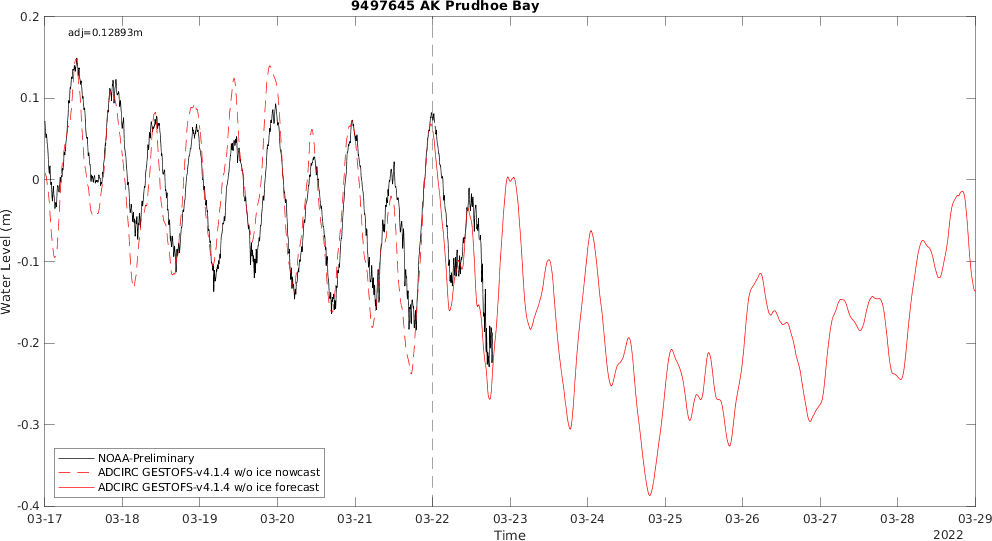 9497645 AK Prudhoe Bay
adj=0.12893m
0.2
0.1
0
-0.1
-0.2
-0.3
-0.4
Water Level (m)
NOAA-Preliminary
ADCIRC GESTOFS-v4.1.4 w/o ice nowcast
ADCIRC GESTOFS-v4.1.4 w/o ice forecast
03-17 03-18 03-19 03-20 03-21 03-22 03-23 03-24 03-25 03-26 03-27 03-28 03-29
Time
2022